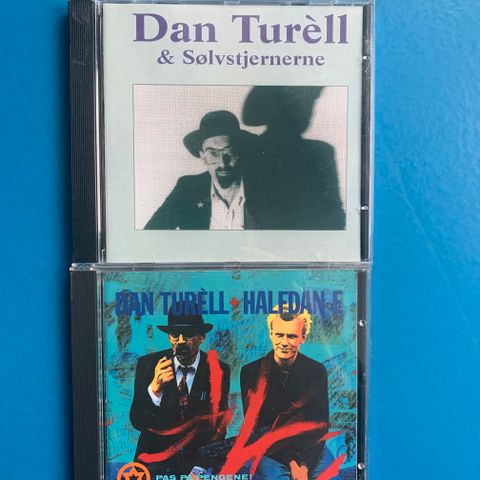 Dan Turèll
& Sølvstjernerne
DAN TURÈLL + HALFDAN E
PAS PÅ PENGENE!